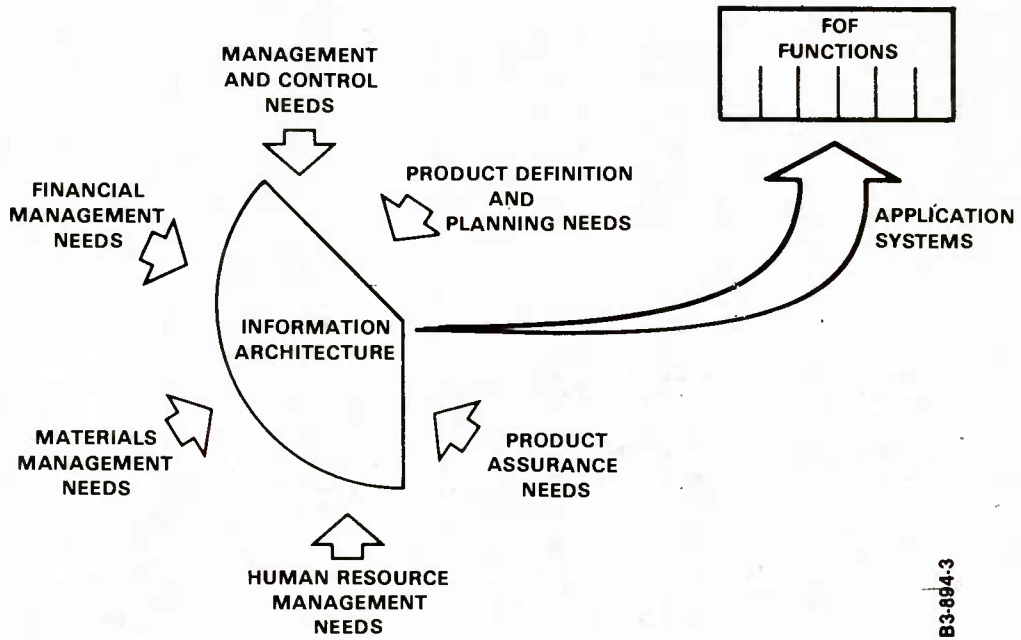 FOF
FUNCTIONS
MANAGEMENT
AND CONTROL
NEEDS
FINANCIAL
MANAGEMENT
NEEDS
PRODUCT DEFINITION
AND
PLANNING NEEDS
APPLICATION
SYSTEMS
INFORMATION
ARCHITECTURE
MATERIALS
MANAGEMENT
NEEDS
PRODUCT
ASSURANCE
NEEDS
HUMAN RESOURCE
MANAGEMENT
NEEDS
B3-894-3